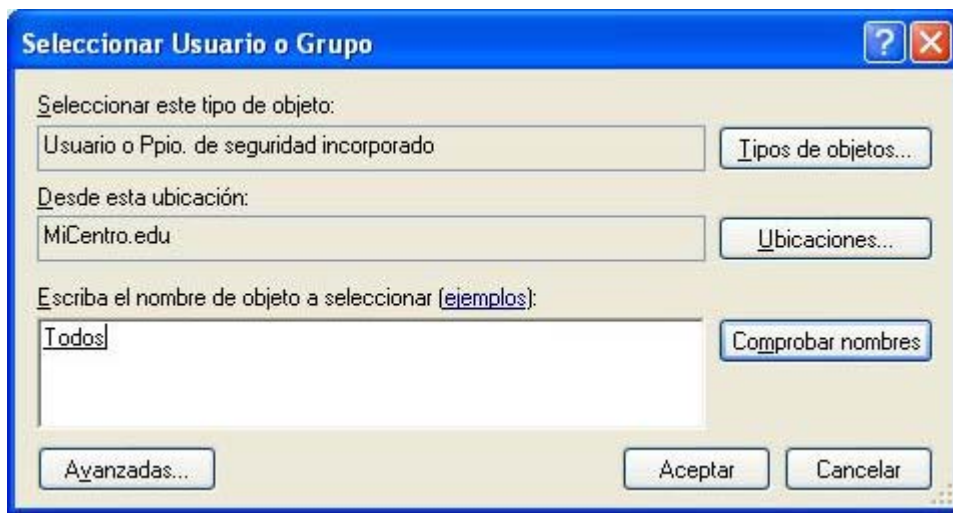 Seleccionar Usuario o Grupo
?
Seleccionar este tipo de objeto:
Usuario o Ppio. de seguridad incorporado
Tipos de objetos...
Desde esta ubicación:
MiCentro.edu
Ubicaciones...
Escriba el nombre de objeto a seleccionar (ejemplos):
Todos
Comprobar nombres
Avanzadas...
Aceptar
Cancelar